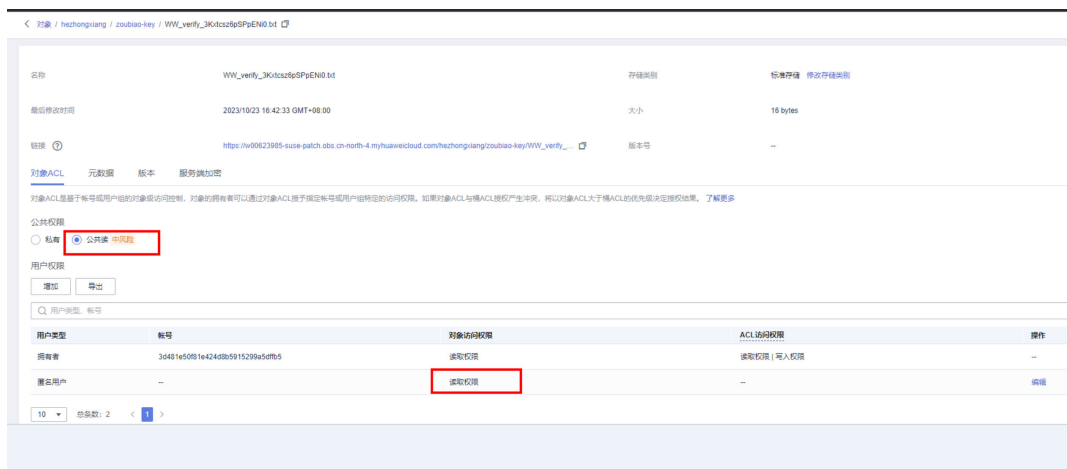 < 对象 / hezhongxiang / zoubiao-key / WW_verify_3Kxtcsz6pSPpENi0.txt
名称 WW_verify_3Kxtcsz6pSPpENi0.txt 存储类别 标准存储 修改存储类别
最后修改时间 2023/10/23 16:42:33 GMT+08:00 大小 16 bytes
链接 https://w00623985-suse-patch.obs.cn-north-4.myhuaweicloud.com/hezhongxiang/zoubiao-key/WW_verify_... 版本号 --
对象ACL 元数据 版本 服务端加密
对象ACL是基于帐号或用户组的对象级访问控制，对象的拥有者可以通过对象ACL授予指定帐号或用户组特定的访问权限。如果对象ACL与桶ACL授权产生冲突，将以对象ACL大于桶ACL的优先级决定授权结果。 了解更多
公共权限
私有 公共读 中风险
用户权限
增加 导出
用户类型、帐号
用户类型 帐号 对象访问权限 ACL访问权限 操作
拥有者 3d481e50f81e424d8b5915299a5dffb5 读取权限 读取权限 | 写入权限 --
匿名用户 -- 读取权限 -- 编辑
10 总条数: 2 < 1 >